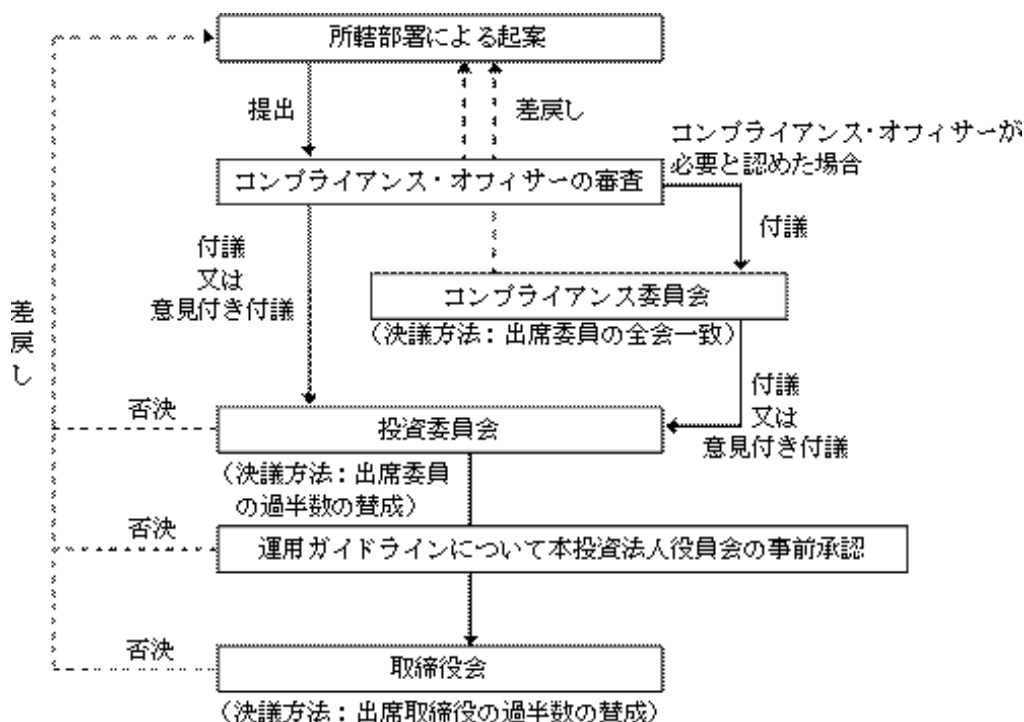 所轄部署による起案
提出
差戻し
コンプライアンス・オフィサーが
必要と認めた場合
コンプライアンス・オフィサーの審査
付議
付議
又は
意見付き付議
コンプライアンス委員会
(決議方法:出席委員の全会一致)
差戻し
付議
又は
意見付き付議
否決
投資委員会
(決議方法:出席委員
の過半数の賛成)
否決
運用ガイドラインについて本投資法人役員会の事前承認
否決
取締役会
(決議方法:出席取締役の過半数の賛成)